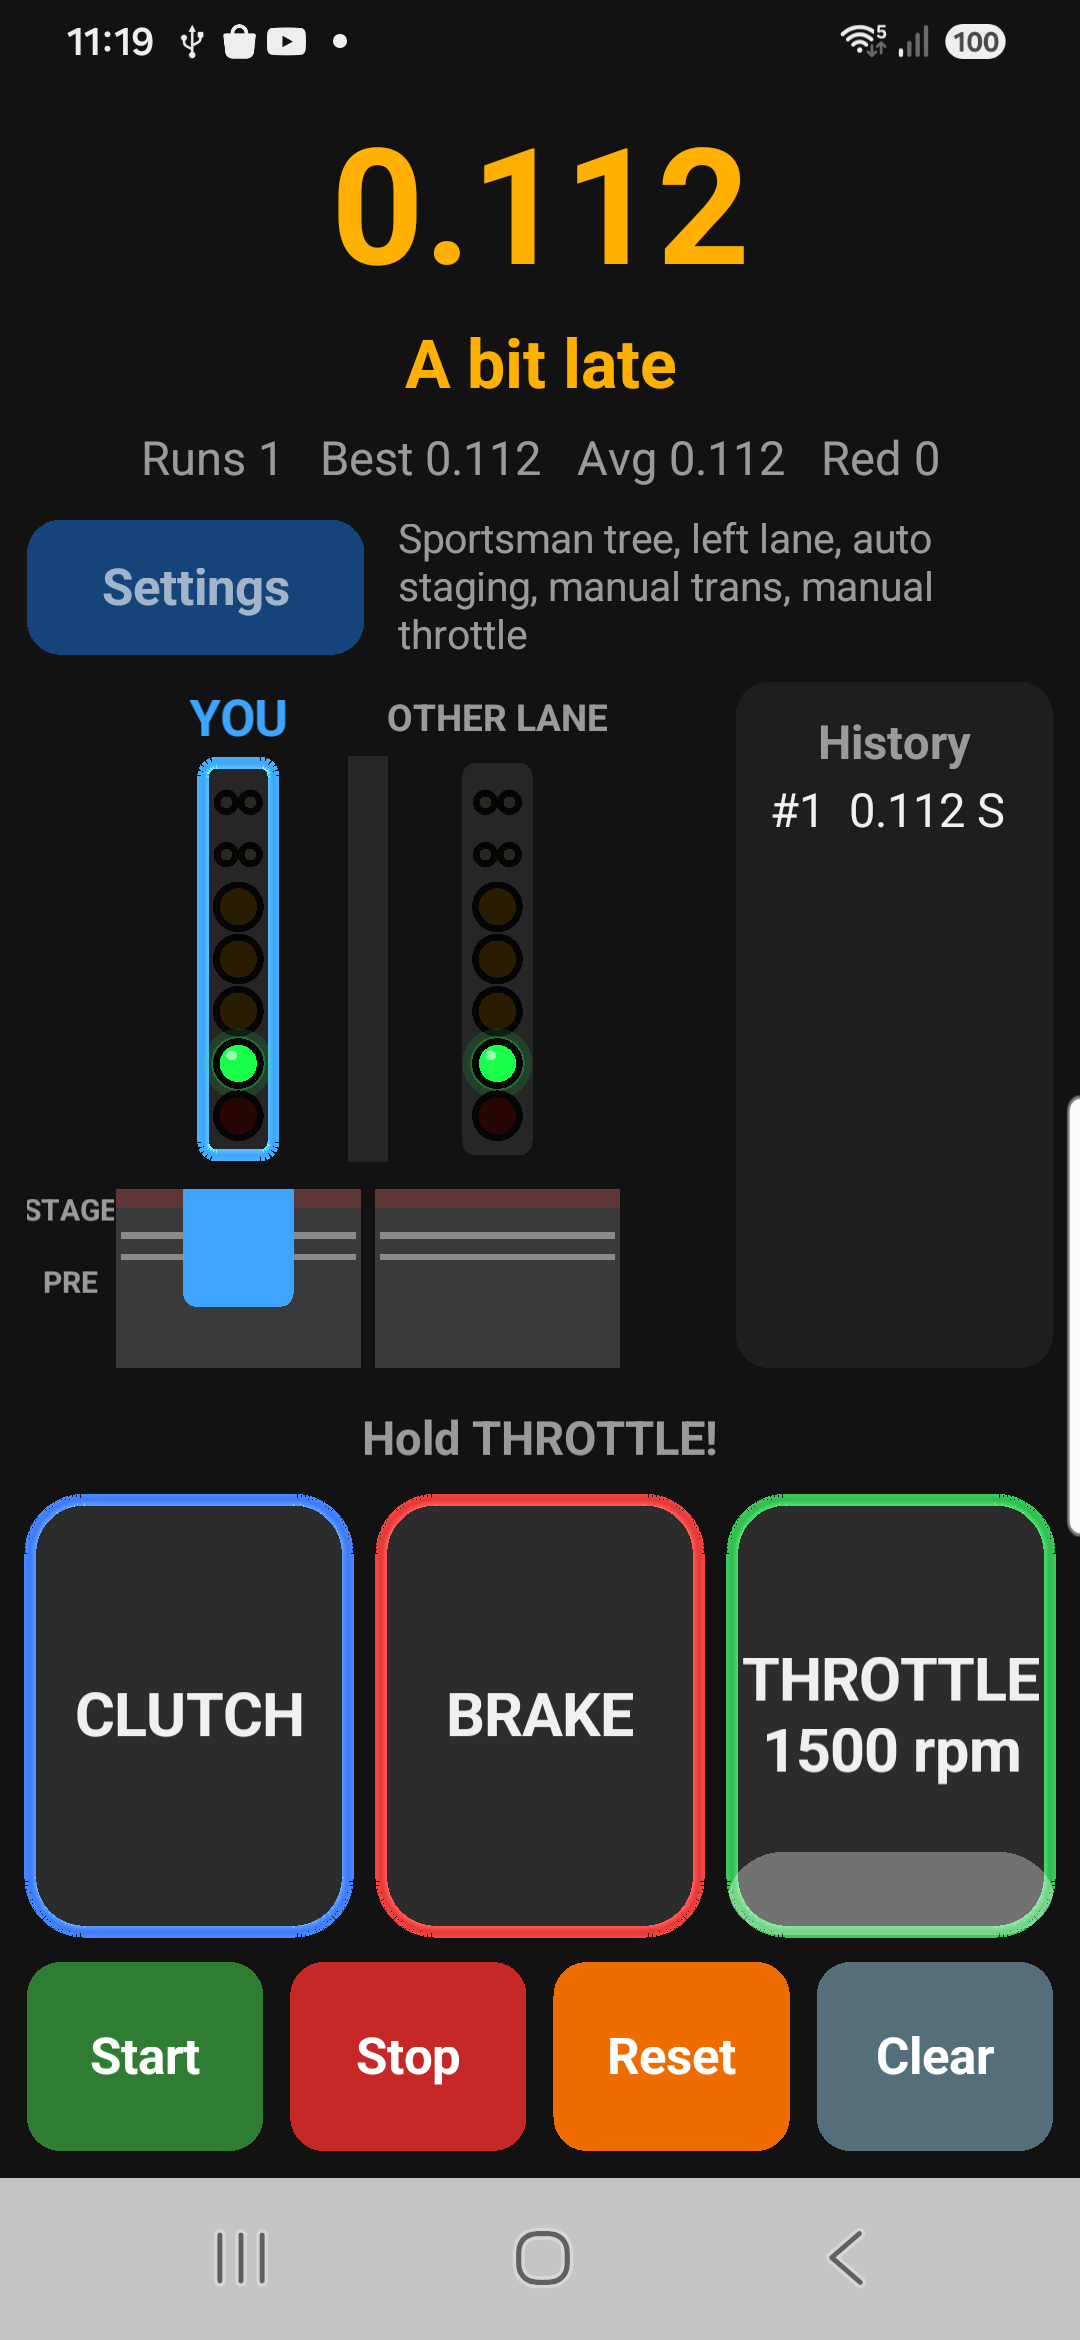 11:19
5
100
0.112
A bit late
Runs 1 Best 0.112 Avg 0.112 Red 0
Settings
Sportsman tree, left lane, auto
staging, manual trans, manual
throttle
YOU
OTHER LANE
History
#1 0.112 S
STAGE
PRE
Hold THROTTLE!
CLUTCH
BRAKE
THROTTLE
1500 rpm
Start
Stop
Reset
Clear